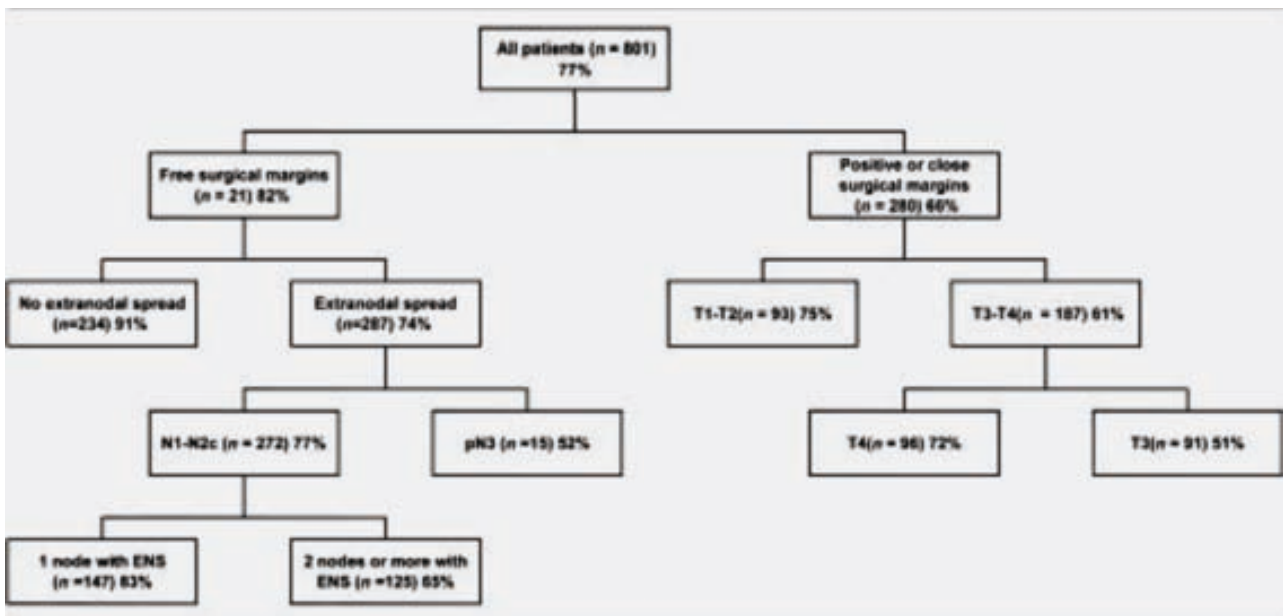 All patients (n = 801)
77%
Free surgical margins
(n = 21) 82%
Positive or close
surgical margins
(n = 280) 66%
No extranodal spread
(n=234) 91%
Extranodal spread
(n=287) 74%
T1-T2(n = 93) 75%
T3-T4(n = 187) 61%
N1-N2c (n = 272) 77%
pN3 (n =15) 52%
T4(n = 96) 72%
T3(n = 91) 51%
1 node with ENS
(n =147) 83%
2 nodes or more with
ENS (n =125) 65%